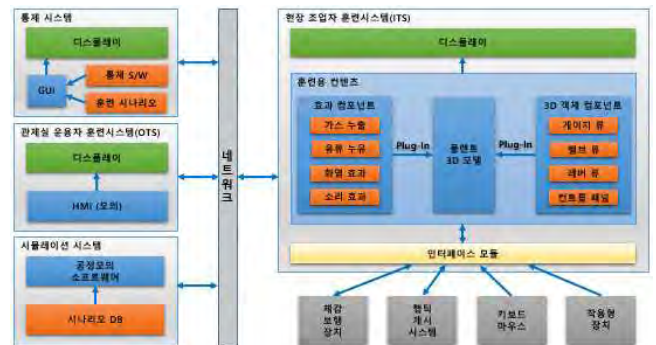 통제 시스템
디스플레이
GUI
통제 S/W
훈련 시나리오
관제실 운용자 훈련시스템(OTS)
디스플레이
HMI (모의)
시뮬레이션 시스템
공정모의
소프트웨어
시나리오 DB
네트워크
현장 조업자 훈련시스템(ITS)
디스플레이
훈련용 컨텐츠
효과 컴포넌트
가스 누출
유류 누유
화염 효과
소리 효과
Plug-In
플랜트
3D 모델
Plug-In
3D 객체 컴포넌트
게이지 류
밸브 류
레버 류
컨트롤 패널
인터페이스 모듈
체감
보행
장치
햅틱
게시
시스템
키보드
마우스
착용형
장치